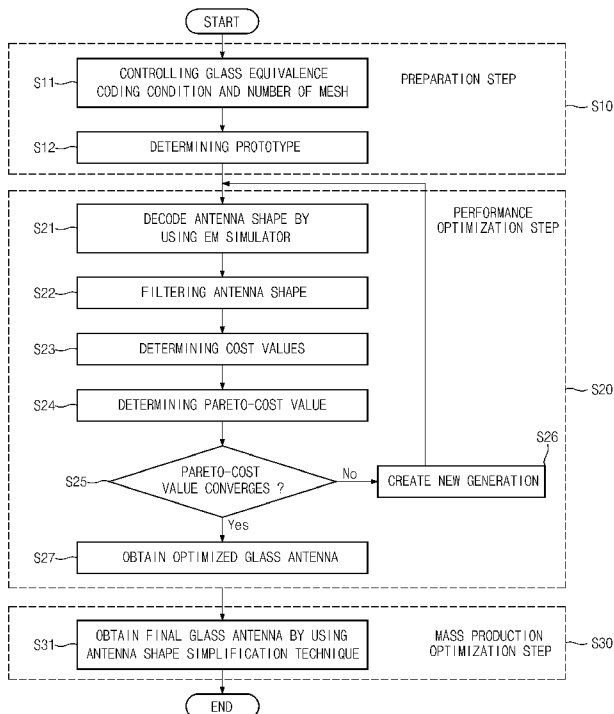 START
S11
CONTROLLING GLASS EQUIVALENCE
CODING CONDITION AND NUMBER OF MESH
PREPARATION STEP
S10
S12
DETERMINING PROTOTYPE
S21
DECODE ANTENNA SHAPE BY
USING EM SIMULATOR
PERFORMANCE
OPTIMIZATION STEP
S22
FILTERING ANTENNA SHAPE
S23
DETERMINING COST VALUES
S20
S24
DETERMINING PARETO-COST VALUE
S25
PARETO-COST
VALUE CONVERGES ?
No
S26
CREATE NEW GENERATION
Yes
S27
OBTAIN OPTIMIZED GLASS ANTENNA
S31
OBTAIN FINAL GLASS ANTENNA BY USING
ANTENNA SHAPE SIMPLIFICATION TECHNIQUE
MASS PRODUCTION
OPTIMIZATION STEP
S30
END